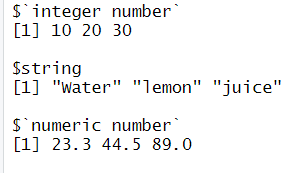 $`integer number`
[1] 10 20 30
$string
[1] "Water" "lemon" "juice"
$`numeric number`
[1] 23.3 44.5 89.0